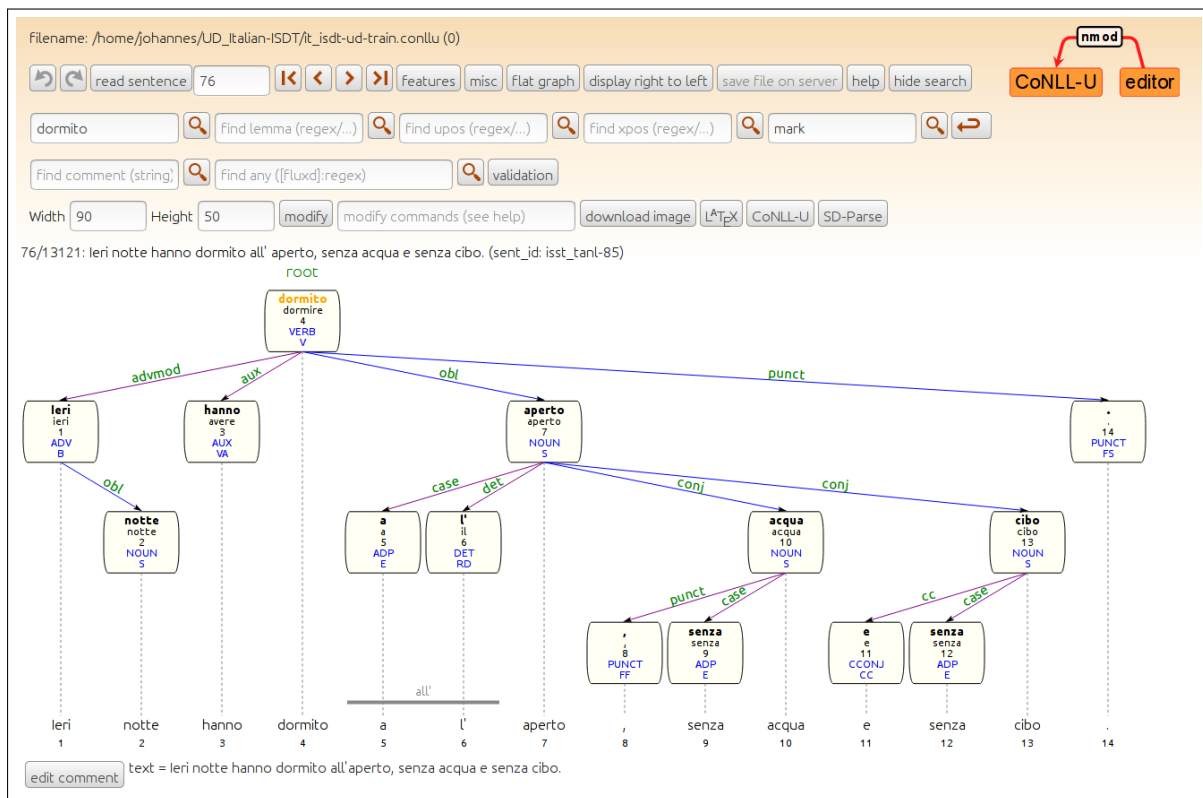 filename: /home/johannes/UD_Italian-ISDT/it_isdt-ud-train.conllu (0)
nmod
CoNLL-U editor
read sentence 76 features misc flat graph display right to left save file on server help hide search
dormito find lemma (regex/...) find upos (regex/...) find xpos (regex/...) mark
find comment (string) find any ([fluxd]:regex) validation
Width 90 Height 50 modify modify commands (see help) download image LATEX CoNLL-U SD-Parse
76/13121: Ieri notte hanno dormito all' aperto, senza acqua e senza cibo. (sent_id: isst_tanl-85)
root
dormito
dormire
4
VERB
V
advmod aux obl punct
Ieri hanno aperto .
ieri avere aperto .
1 3 7 14
ADV AUX NOUN PUNCT
B VA S FS
obl case det conj conj
notte a l' acqua cibo
notte a il acqua cibo
2 5 6 10 13
NOUN ADP DET NOUN NOUN
S E RD S S
punct case cc case
, senza e senza
, senza e senza
8 9 11 12
PUNCT ADP CCONJ ADP
FF E CC E
all'
Ieri notte hanno dormito a l' aperto , senza acqua e senza cibo .
1 2 3 4 5 6 7 8 9 10 11 12 13 14
edit comment text = Ieri notte hanno dormito all'aperto, senza acqua e senza cibo.